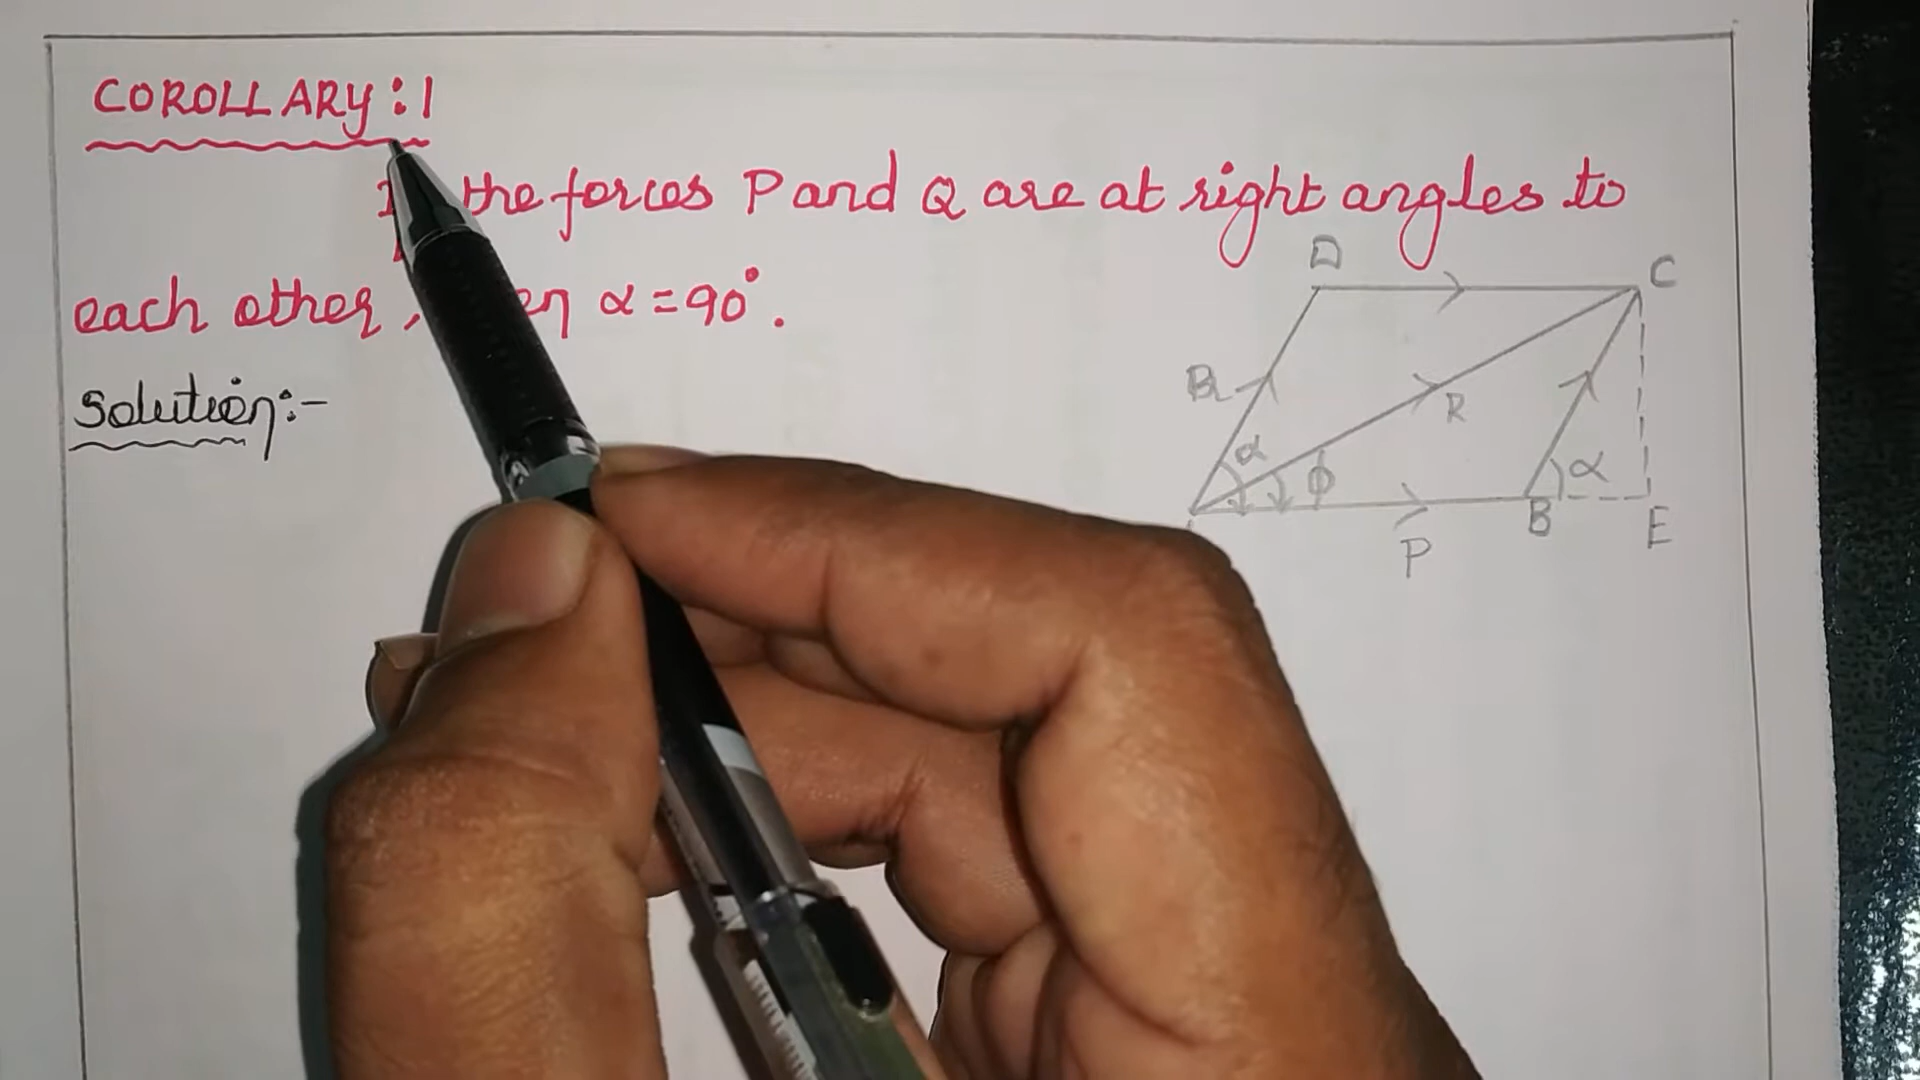 COROLLARY : 1
the forces P and Q are at right angles to
each other , α = 90° .
Solution:-
D
C
R
α
φ
α
B
E
P